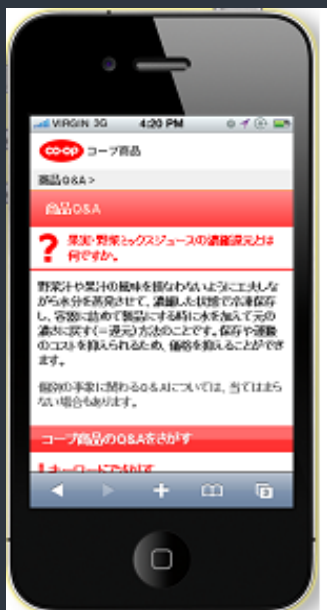 VIRGIN 3G 4:20 PM
co-op コープ商品
商品Q&A >
商品Q&A
? 果実・野菜ミックスジュースの濃縮還元とは
何ですか。
野菜汁や果汁の風味を損なわないように工夫しな
がら水分を蒸発させて、濃縮した状態で冷凍保存
し、容器に詰めて製品にする時に水を加えて元の
濃さに戻す(=還元)方法のことです。保存や運搬
のコストを抑えられるため、価格を抑えることができ
ます。
個別の事象に関わるQ&Aについては、当てはまら
ない場合もあります。
コープ商品のQ&Aをさがす
キーワードでさがす